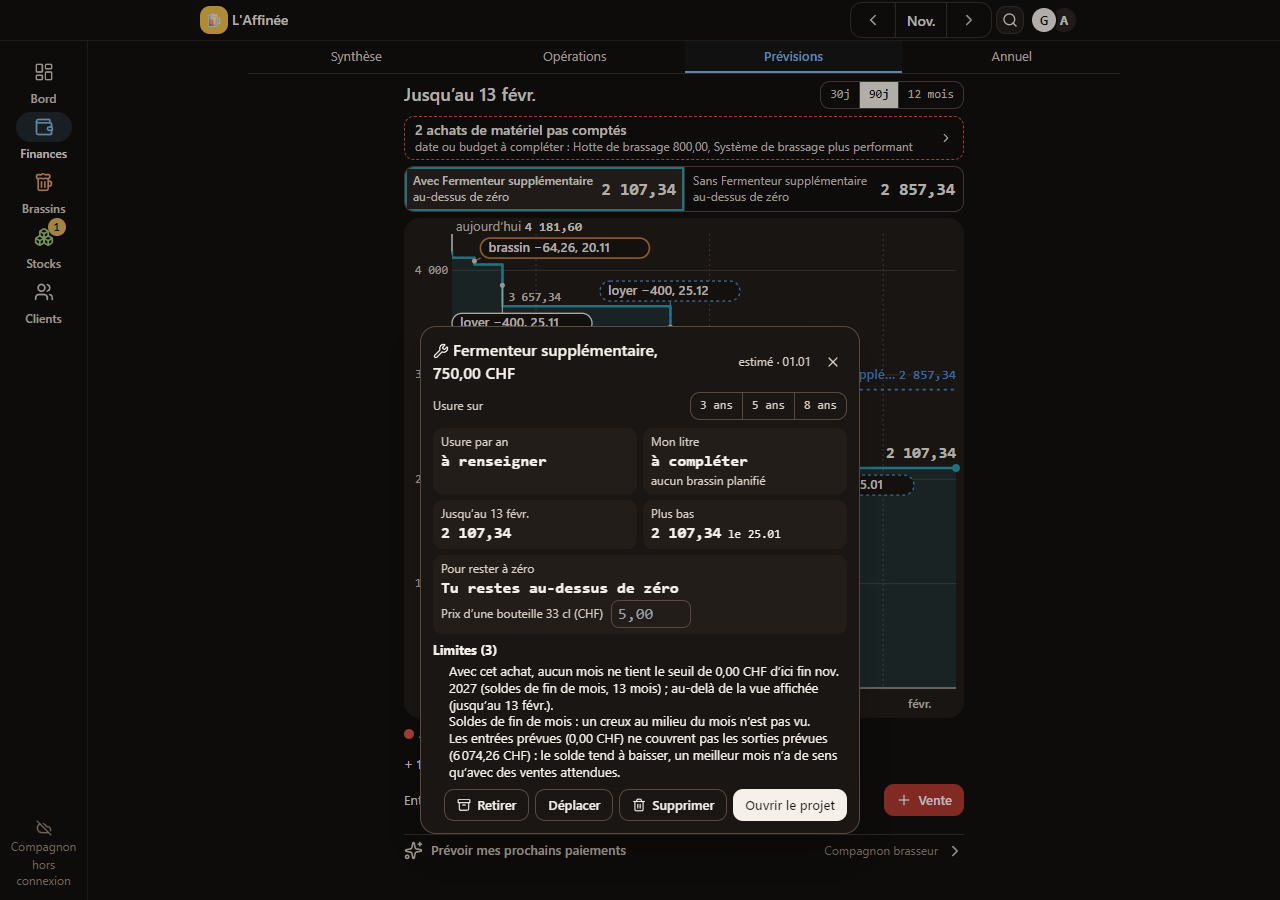 L'Affinée
Nov.
G A
Synthèse
Opérations
Prévisions
Annuel
Bord
Finances
Brassins
1
Stocks
Clients
Compagnon
hors
connexion
Jusqu'au 13 févr.
30j 90j 12 mois
2 achats de matériel pas comptés
date ou budget à compléter : Hotte de brassage 800,00, Système de brassage plus performant
Avec Fermenteur supplémentaire
au-dessus de zéro
2 107,34
Sans Fermenteur supplémentaire
au-dessus de zéro
2 857,34
aujourd'hui 4 181,60
brassin −64,26, 20.11
4 000
3 657,34
loyer −400, 25.12
loyer −400, 25.11
2 857,34
2 107,34
5.01
févr.
Fermenteur supplémentaire,
750,00 CHF
estimé · 01.01
Usure sur
3 ans 5 ans 8 ans
Usure par an
à renseigner
Mon litre
à compléter
aucun brassin planifié
Jusqu'au 13 févr.
2 107,34
Plus bas
2 107,34 le 25.01
Pour rester à zéro
Tu restes au-dessus de zéro
Prix d'une bouteille 33 cl (CHF) 5,00
Limites (3)
Avec cet achat, aucun mois ne tient le seuil de 0,00 CHF d'ici fin nov.
2027 (soldes de fin de mois, 13 mois) ; au-delà de la vue affichée
(jusqu'au 13 févr.).
Soldes de fin de mois : un creux au milieu du mois n'est pas vu.
Les entrées prévues (0,00 CHF) ne couvrent pas les sorties prévues
(6 074,26 CHF) : le solde tend à baisser, un meilleur mois n'a de sens
qu'avec des ventes attendues.
Retirer
Déplacer
Supprimer
Ouvrir le projet
Vente
Prévoir mes prochains paiements
Compagnon brasseur